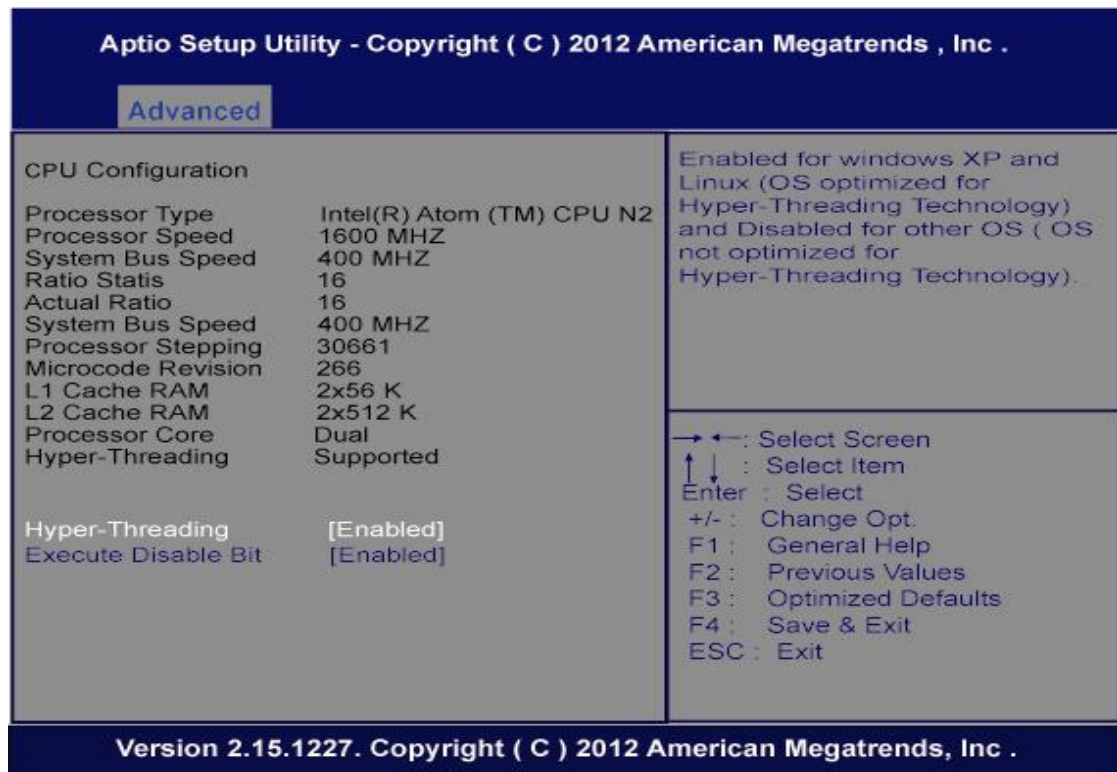 Aptio Setup Utility - Copyright ( C ) 2012 American Megatrends , Inc .
Advanced
CPU Configuration
Processor Type Intel(R) Atom (TM) CPU N2
Processor Speed 1600 MHZ
System Bus Speed 400 MHZ
Ratio Statis 16
Actual Ratio 16
System Bus Speed 400 MHZ
Processor Stepping 30661
Microcode Revision 266
L1 Cache RAM 2x56 K
L2 Cache RAM 2x512 K
Processor Core Dual
Hyper-Threading Supported
Hyper-Threading [Enabled]
Execute Disable Bit [Enabled]
Enabled for windows XP and
Linux (OS optimized for
Hyper-Threading Technology)
and Disabled for other OS ( OS
not optimized for
Hyper-Threading Technology).
→ ←: Select Screen
↑ ↓ : Select Item
Enter : Select
+/- : Change Opt.
F1 : General Help
F2 : Previous Values
F3 : Optimized Defaults
F4 : Save & Exit
ESC : Exit
Version 2.15.1227. Copyright ( C ) 2012 American Megatrends, Inc .